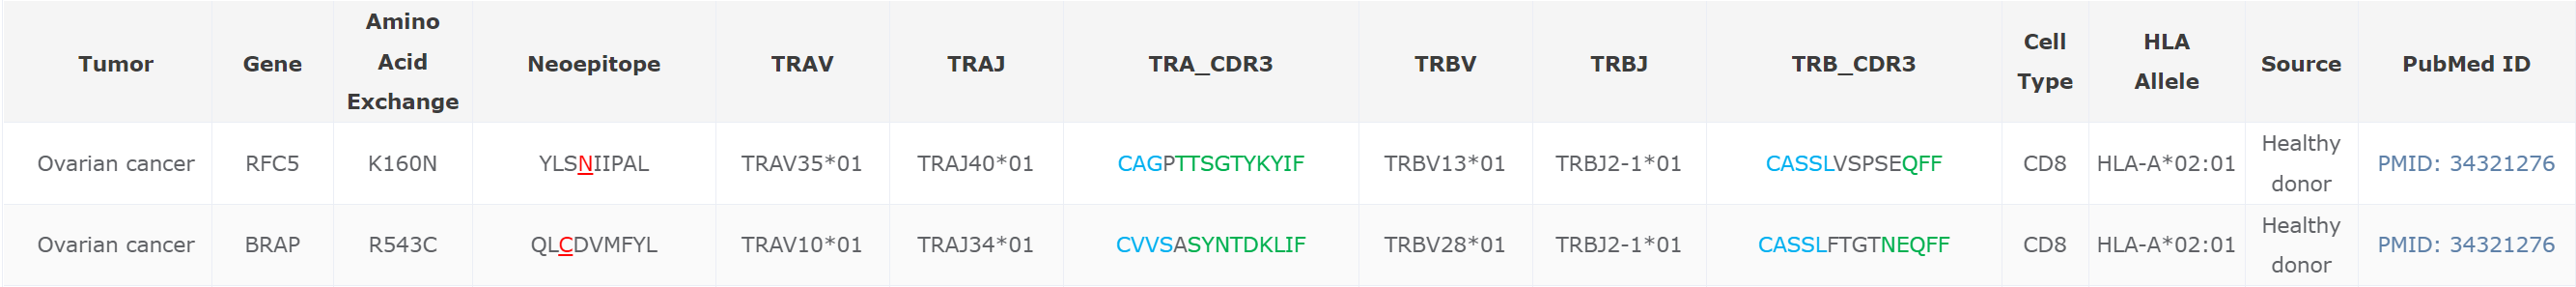 Tumor Gene Amino Acid Exchange Neoepitope TRAV TRAJ TRA_CDR3 TRBV TRBJ TRB_CDR3 Cell Type HLA Allele Source PubMed ID
Ovarian cancer RFC5 K160N YLSNIIPAL TRAV35*01 TRAJ40*01 CAGPTTSGTYKYIF TRBV13*01 TRBJ2-1*01 CASSLVSPSEQFF CD8 HLA-A*02:01 Healthy donor PMID: 34321276
Ovarian cancer BRAP R543C QLCDVMFYL TRAV10*01 TRAJ34*01 CVVSASYNTDKLIF TRBV28*01 TRBJ2-1*01 CASSLFTGTNEQFF CD8 HLA-A*02:01 Healthy donor PMID: 34321276